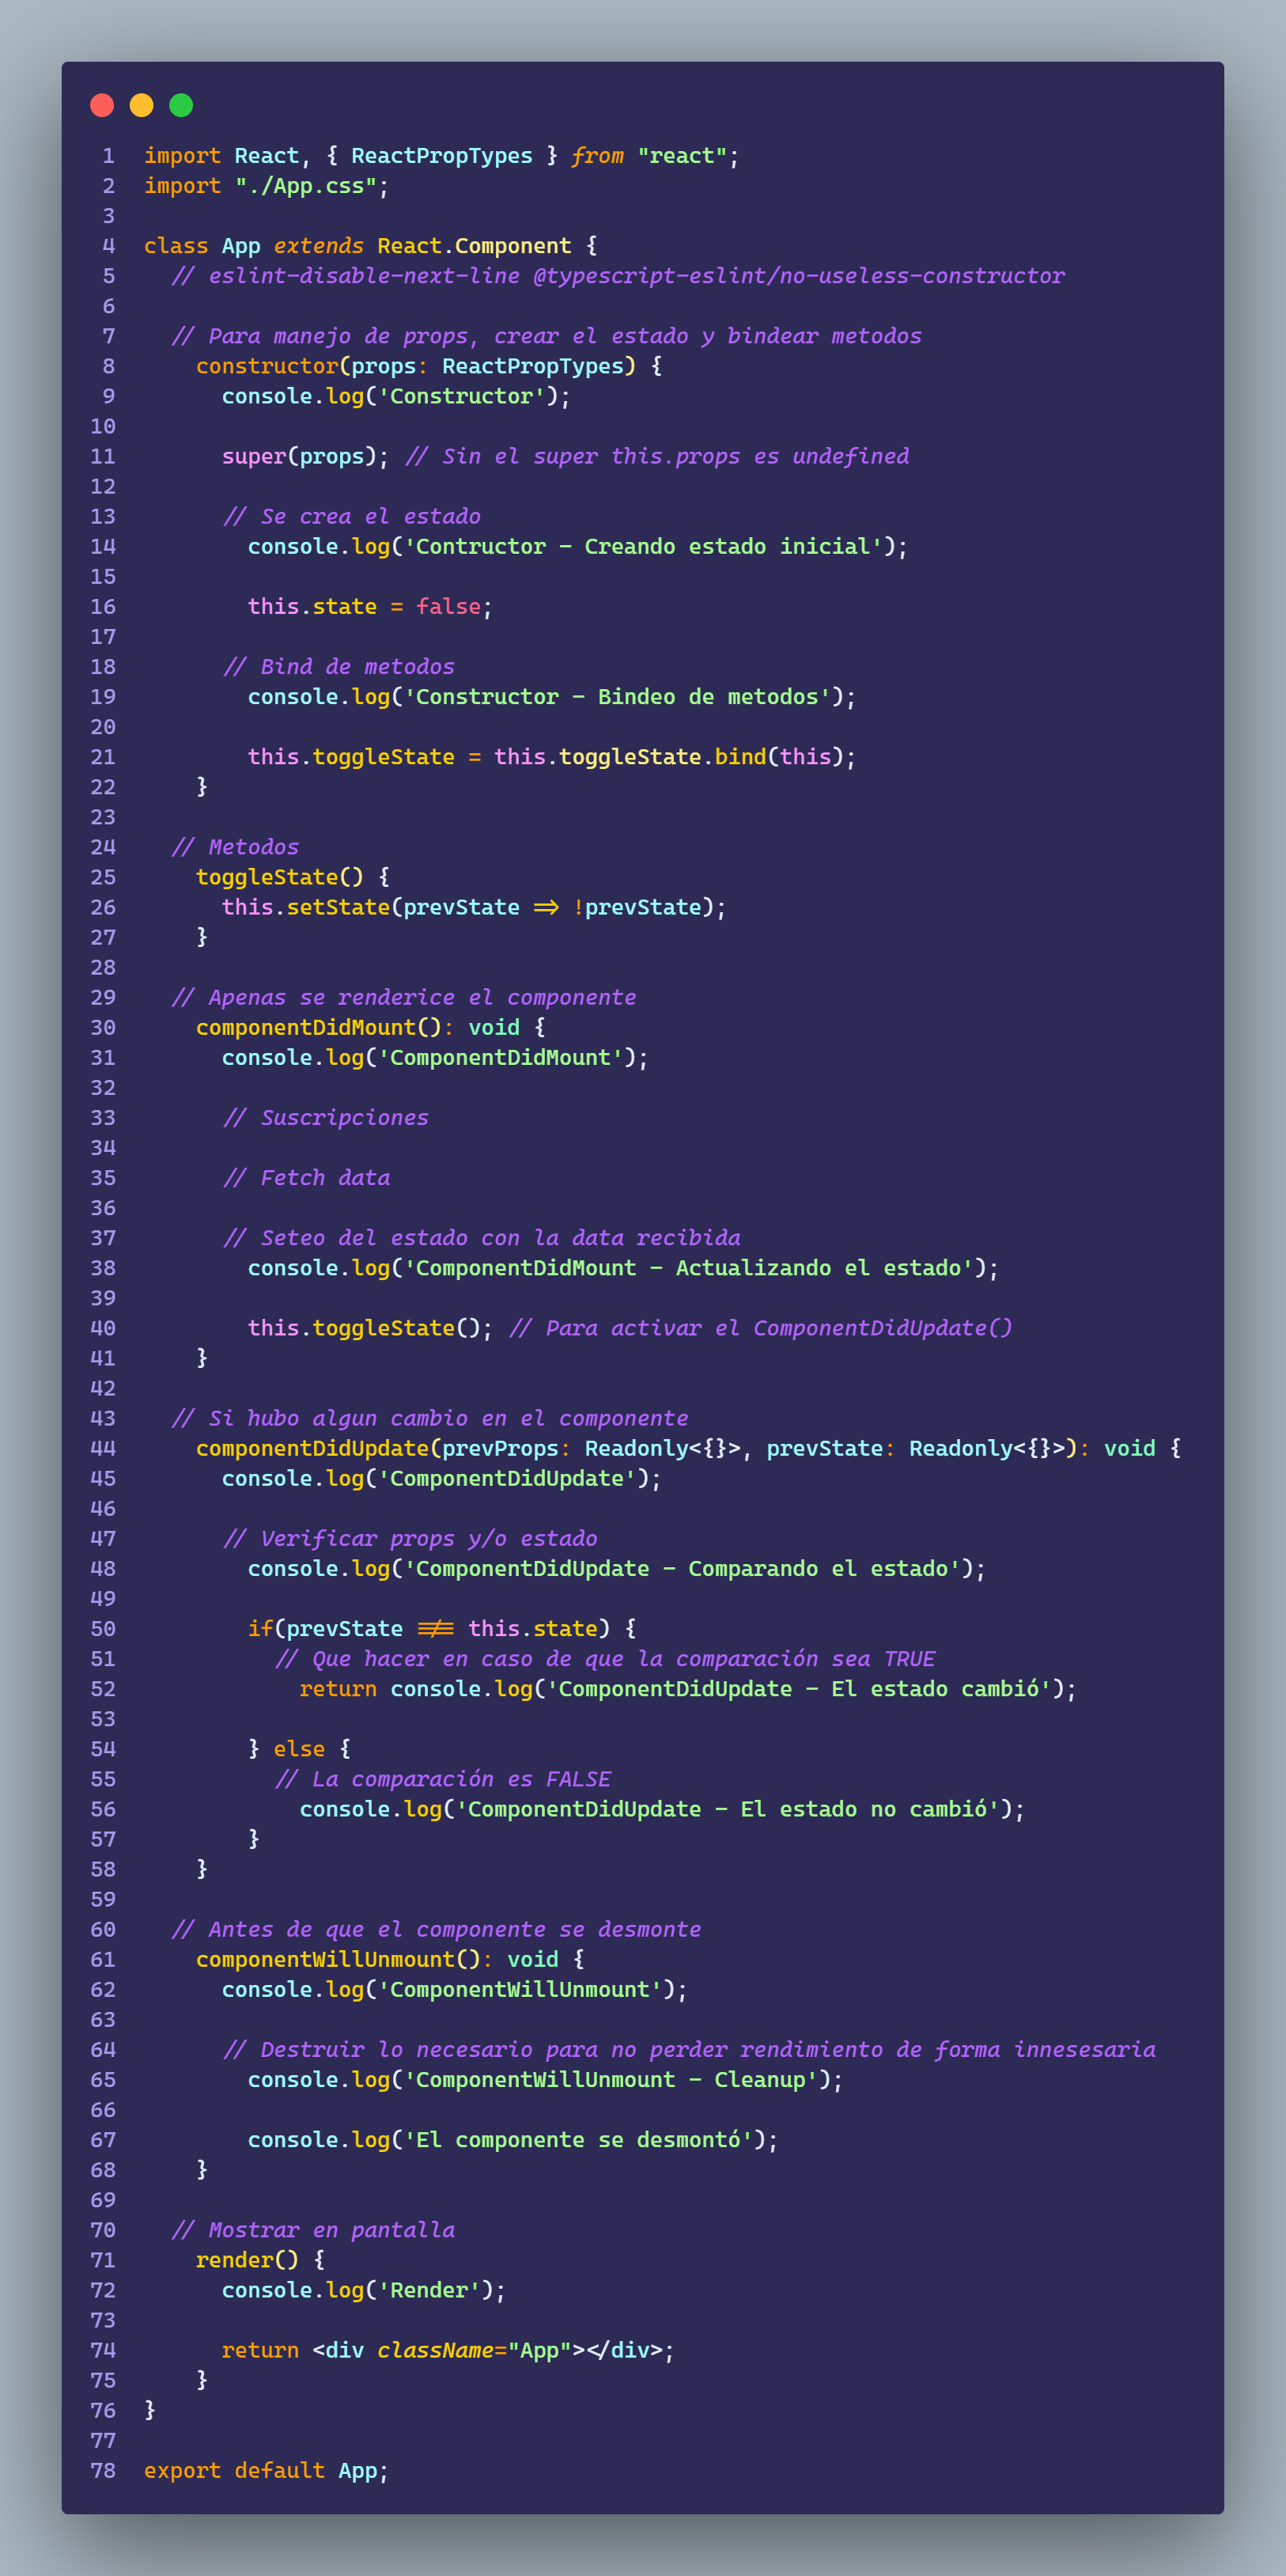 1 import React, { ReactPropTypes } from "react";
2 import "./App.css";
3
4 class App extends React.Component {
5   // eslint-disable-next-line @typescript-eslint/no-useless-constructor
6
7   // Para manejo de props, crear el estado y bindear metodos
8     constructor(props: ReactPropTypes) {
9       console.log('Constructor');
10
11       super(props); // Sin el super this.props es undefined
12
13       // Se crea el estado
14         console.log('Contructor - Creando estado inicial');
15
16         this.state = false;
17
18       // Bind de metodos
19         console.log('Constructor - Bindeo de metodos');
20
21         this.toggleState = this.toggleState.bind(this);
22     }
23
24   // Metodos
25     toggleState() {
26       this.setState(prevState => !prevState);
27     }
28
29   // Apenas se renderice el componente
30     componentDidMount(): void {
31       console.log('ComponentDidMount');
32
33       // Suscripciones
34
35       // Fetch data
36
37       // Seteo del estado con la data recibida
38         console.log('ComponentDidMount - Actualizando el estado');
39
40         this.toggleState(); // Para activar el ComponentDidUpdate()
41     }
42
43   // Si hubo algun cambio en el componente
44     componentDidUpdate(prevProps: Readonly<{}>, prevState: Readonly<{}>): void {
45       console.log('ComponentDidUpdate');
46
47       // Verificar props y/o estado
48         console.log('ComponentDidUpdate - Comparando el estado');
49
50         if(prevState !== this.state) {
51           // Que hacer en caso de que la comparación sea TRUE
52             return console.log('ComponentDidUpdate - El estado cambió');
53
54         } else {
55           // La comparación es FALSE
56             console.log('ComponentDidUpdate - El estado no cambió');
57         }
58     }
59
60   // Antes de que el componente se desmonte
61     componentWillUnmount(): void {
62       console.log('ComponentWillUnmount');
63
64       // Destruir lo necesario para no perder rendimiento de forma innesesaria
65         console.log('ComponentWillUnmount - Cleanup');
66
67         console.log('El componente se desmontó');
68     }
69
70   // Mostrar en pantalla
71     render() {
72       console.log('Render');
73
74       return <div className="App"></div>;
75     }
76 }
77
78 export default App;